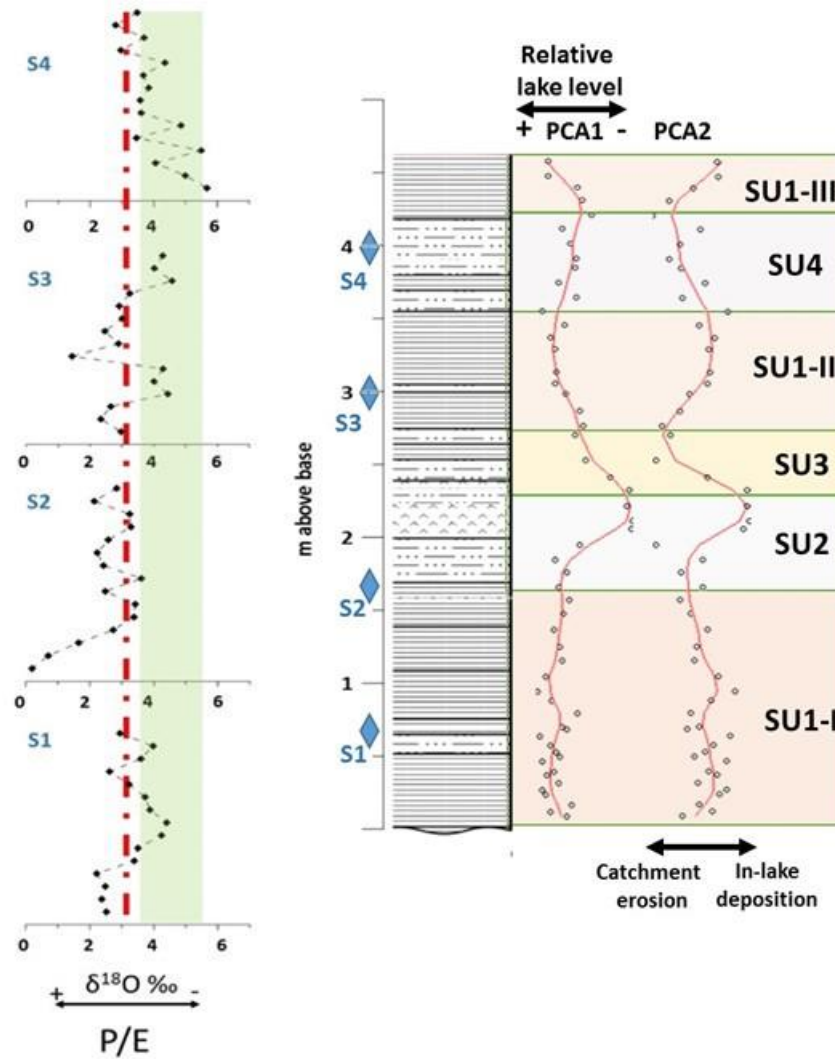 S4
0 2 4 6
S3
0 2 4 6
S2
0 2 4 6
S1
0 2 4 6
+ δ¹⁸O ‰ -
P/E
Relative
lake level
+ PCA1 - PCA2
m above base
4
S4
3
S3
2
S2
1
S1
SU1-III
SU4
SU1-II
SU3
SU2
SU1-I
Catchment
erosion
In-lake
deposition